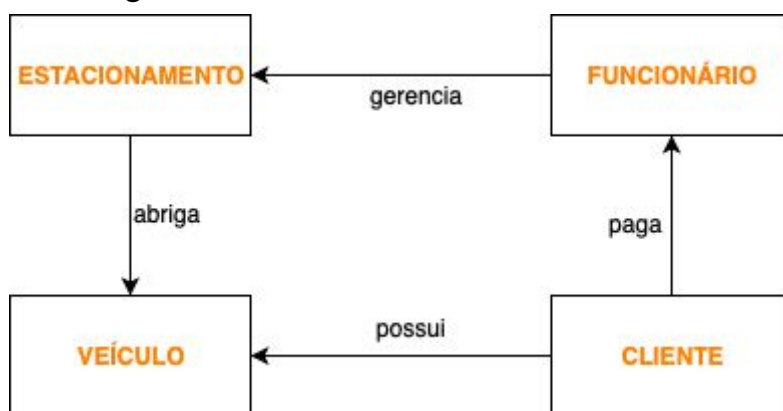 ESTACIONAMENTO
FUNCIONÁRIO
gerencia
abriga
paga
VEÍCULO
possui
CLIENTE